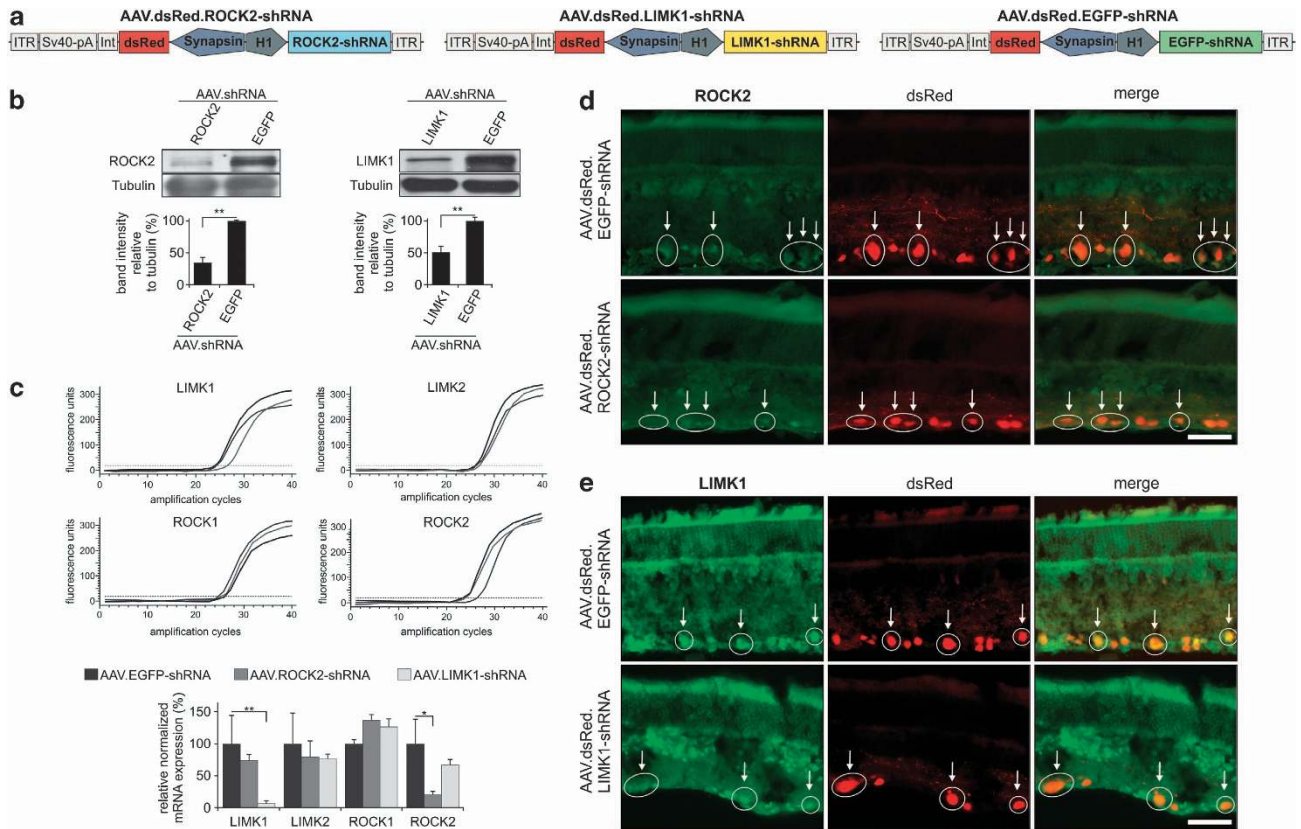 a
AAV.dsRed.ROCK2-shRNA
AAV.dsRed.LIMK1-shRNA
AAV.dsRed.EGFP-shRNA
ITR Sv40-pA Int dsRed Synapsin H1 ROCK2-shRNA ITR
ITR Sv40-pA Int dsRed Synapsin H1 LIMK1-shRNA ITR
ITR Sv40-pA Int dsRed Synapsin H1 EGFP-shRNA ITR
b
AAV.shRNA
ROCK2 EGFP
ROCK2
Tubulin
band intensity
relative
to tubulin (%)
100
50
0
**
ROCK2 EGFP
AAV.shRNA
AAV.shRNA
LIMK1 EGFP
LIMK1
Tubulin
band intensity
relative
to tubulin (%)
100
50
0
**
LIMK1 EGFP
AAV.shRNA
c
LIMK1
fluorescence units
300
200
100
0
0 10 20 30 40
amplification cycles
LIMK2
fluorescence units
300
200
100
0
0 10 20 30 40
amplification cycles
ROCK1
fluorescence units
300
200
100
0
0 10 20 30 40
amplification cycles
ROCK2
fluorescence units
300
200
100
0
0 10 20 30 40
amplification cycles
AAV.EGFP-shRNA AAV.ROCK2-shRNA AAV.LIMK1-shRNA
relative normalized
mRNA expression (%)
150
100
50
0
**
*
LIMK1 LIMK2 ROCK1 ROCK2
d
ROCK2 dsRed merge
AAV.dsRed.
EGFP-shRNA
AAV.dsRed.
ROCK2-shRNA
e
LIMK1 dsRed merge
AAV.dsRed.
EGFP-shRNA
AAV.dsRed.
LIMK1-shRNA